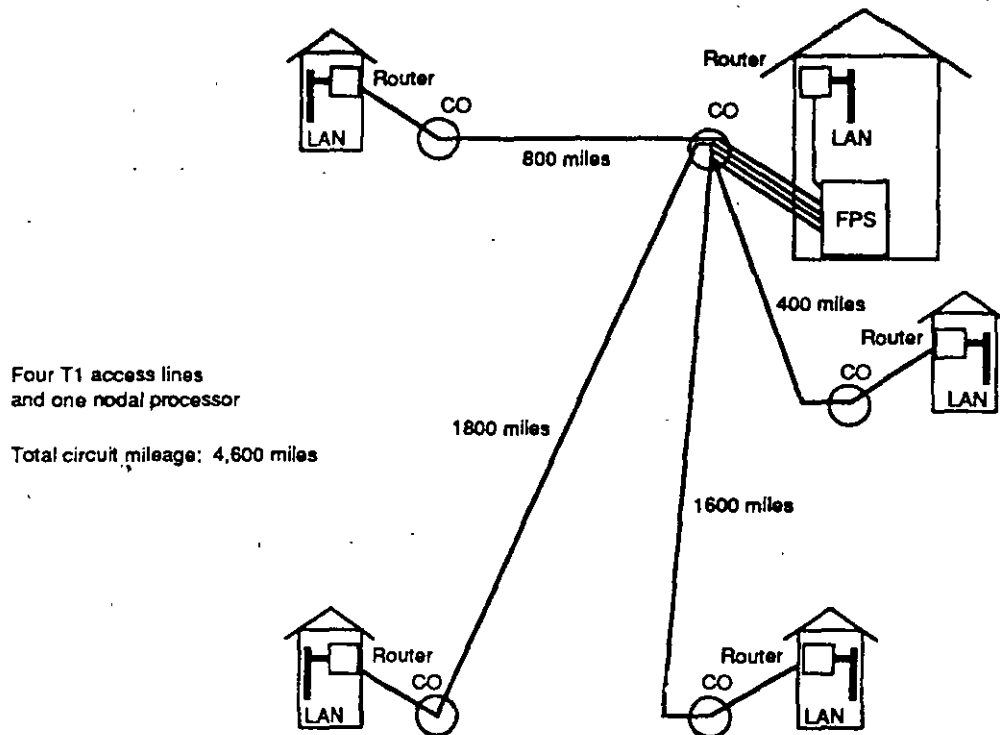 Router
Router
CO
CO
LAN
LAN
800 miles
FPS
400 miles
Router
Four T1 access lines
and one nodal processor
CO
LAN
1800 miles
Total circuit mileage: 4,600 miles
1600 miles
Router
Router
CO
CO
LAN
LAN